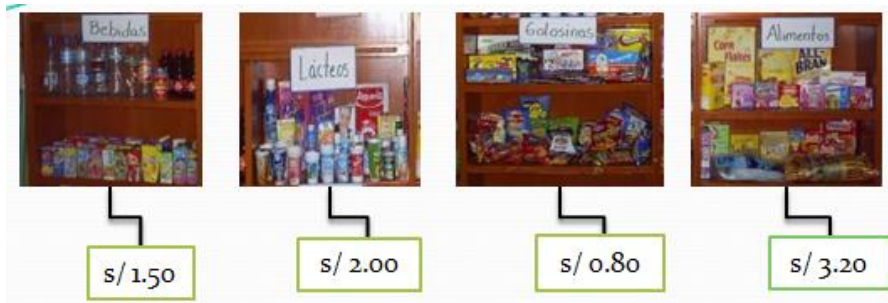 Bebidas
Lácteos
Golosinas
Alimentos
Corn
Flakes
ALL-
BRAN
s/ 1.50
s/ 2.00
s/ 0.80
s/ 3.20